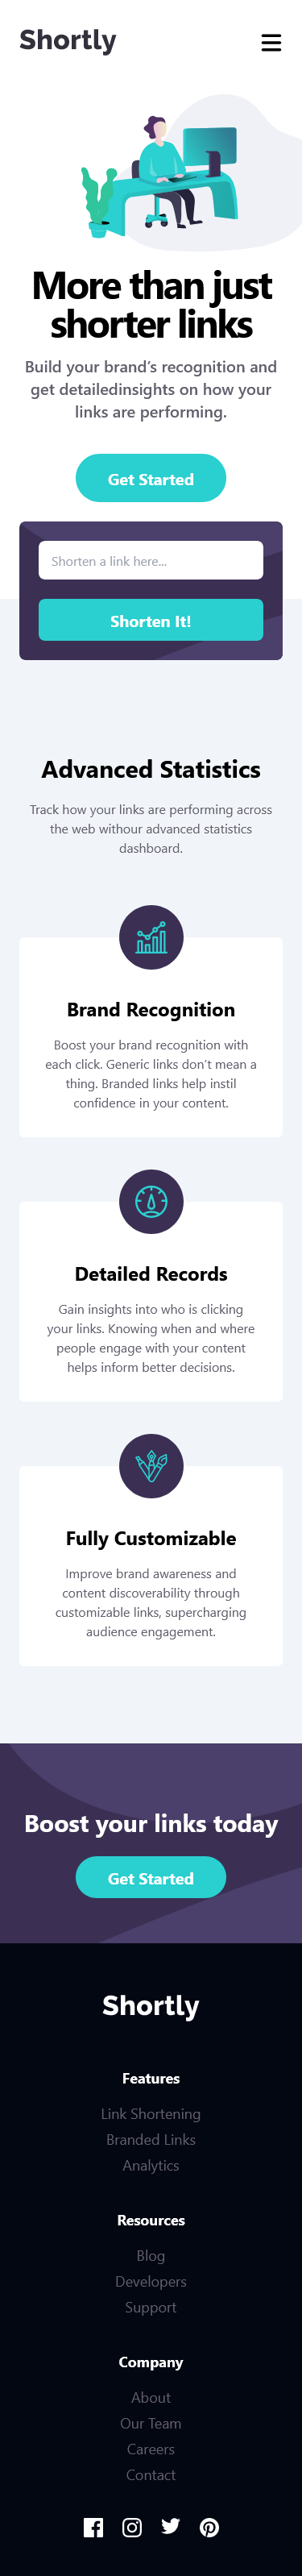 Shortly
More than just
shorter links
Build your brand’s recognition and
get detailedinsights on how your
links are performing.
Get Started
Shorten a link here...
Shorten It!
Advanced Statistics
Track how your links are performing across
the web withour advanced statistics
dashboard.
Brand Recognition
Boost your brand recognition with
each click. Generic links don’t mean a
thing. Branded links help instil
confidence in your content.
Detailed Records
Gain insights into who is clicking
your links. Knowing when and where
people engage with your content
helps inform better decisions.
Fully Customizable
Improve brand awareness and
content discoverability through
customizable links, supercharging
audience engagement.
Boost your links today
Get Started
Shortly
Features
Link Shortening
Branded Links
Analytics
Resources
Blog
Developers
Support
Company
About
Our Team
Careers
Contact